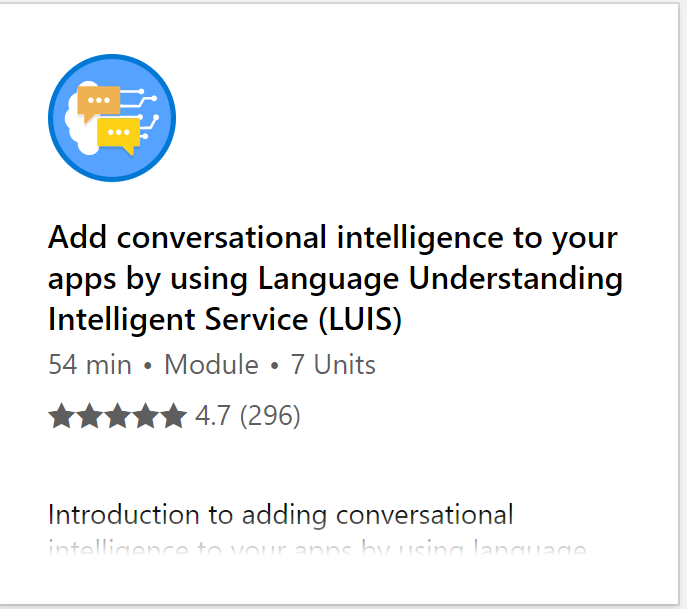 Add conversational intelligence to your
apps by using Language Understanding
Intelligent Service (LUIS)
54 min • Module • 7 Units
★★★★★ 4.7 (296)
Introduction to adding conversational
intelligence to your apps by using language